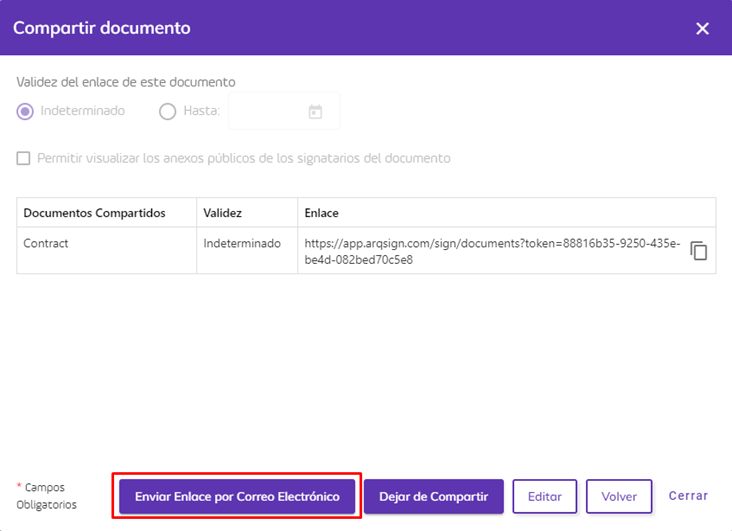 Compartir documento
Validez del enlace de este documento
Indeterminado
Hasta:
Permitir visualizar los anexos públicos de los signatarios del documento
Documentos Compartidos Validez Enlace
Contract Indeterminado https://app.arqsign.com/sign/documents?token=88816b35-9250-435e-
be4d-082bed70c5e8
* Campos
Obligatorios
Enviar Enlace por Correo Electrónico
Dejar de Compartir
Editar
Volver
Cerrar